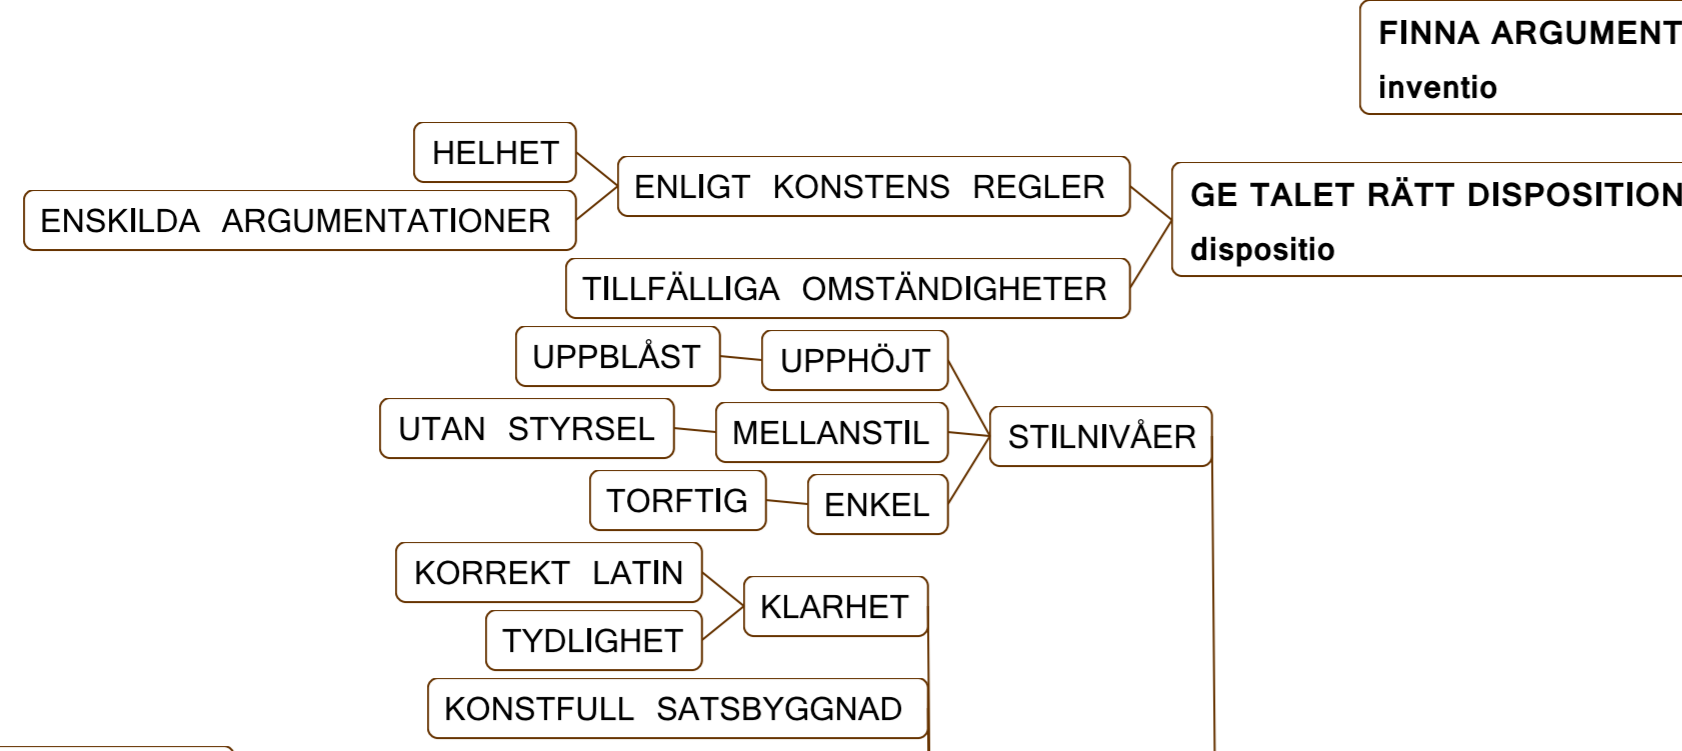 FINNA ARGUMENT
inventio
HELHET
ENLIGT KONSTENS REGLER
GE TALET RÄTT DISPOSITION
ENSKILDA ARGUMENTATIONER
dispositio
TILLFÄLLIGA OMSTÄNDIGHETER
UPPBLÅST
UPPHÖJT
UTAN STYRSEL
MELLANSTIL
STILNIVÅER
TORFTIG
ENKEL
KORREKT LATIN
KLARHET
TYDLIGHET
KONSTFULL SATSBYGGNAD